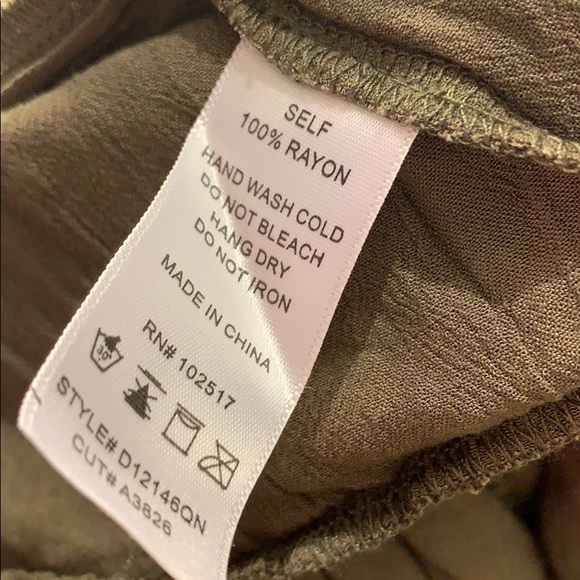 SELF
100% RAYON
HAND WASH COLD
DO NOT BLEACH
HANG DRY
DO NOT IRON
MADE IN CHINA
RN# 102517
30°
STYLE# D12146QN
CUT# A3826